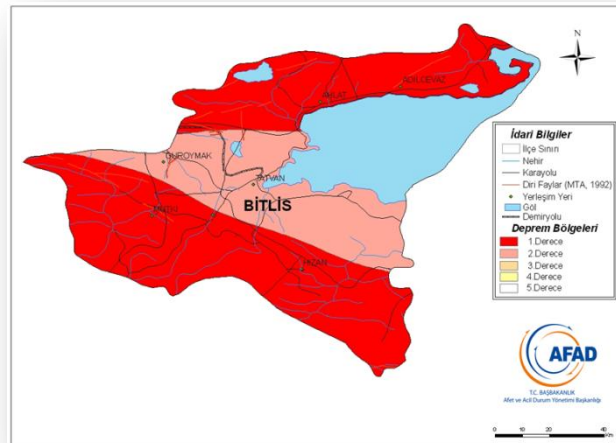 N
AHLAT
ADİLCEVAZ
GÜROYMAK
TATVAN
BİTLİS
MUTKİ
HİZAN
İdari Bilgiler
İlçe Sınırı
Nehir
Karayolu
Diri Faylar (MTA, 1992)
Yerleşim Yeri
Göl
Demiryolu
Deprem Bölgeleri
1.Derece
2.Derece
3.Derece
4.Derece
5.Derece
AFAD
T.C. BAŞBAKANLIK
Afet ve Acil Durum Yönetimi Başkanlığı
0 10 20 40
Km